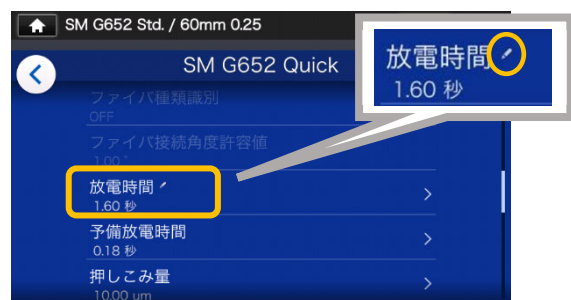 SM G652 Std. / 60mm 0.25
SM G652 Quick
ファイバ種類識別
OFF
ファイバ接続角度許容値
1.00°
放電時間
1.60 秒
予備放電時間
0.18 秒
押しこみ量
10.00 um
放電時間
1.60 秒